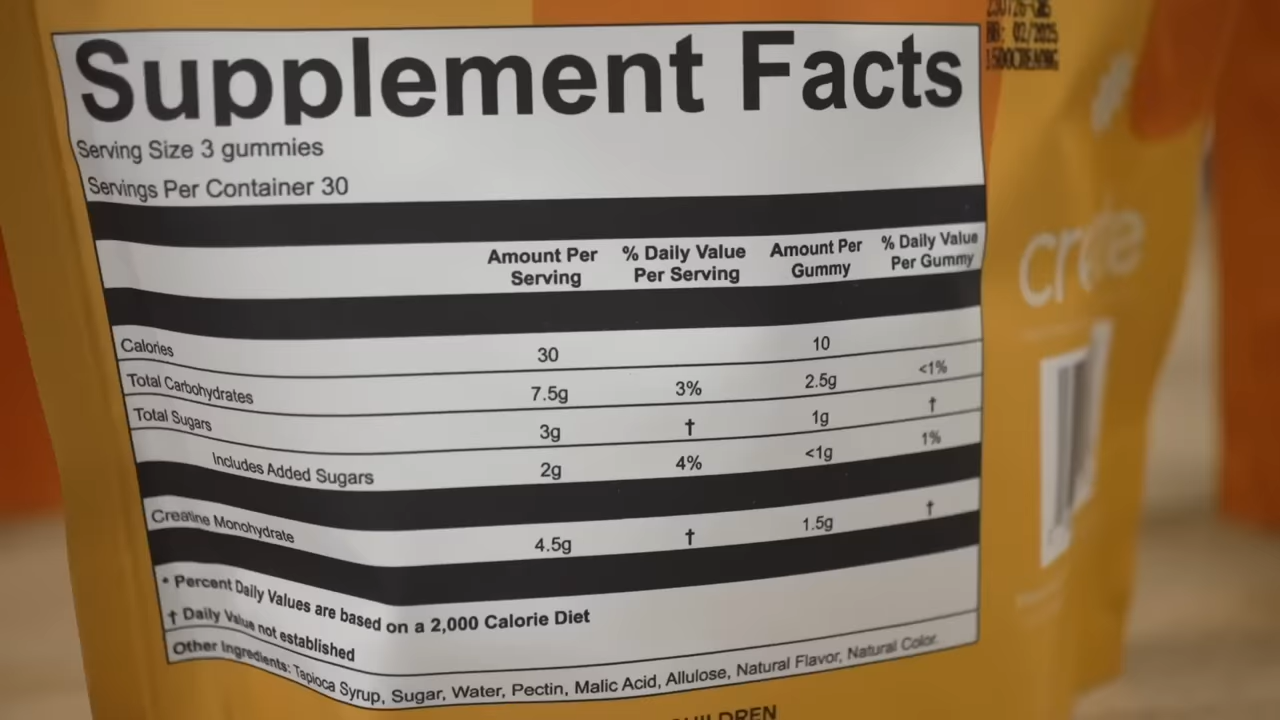 Supplement Facts
BB: 02/2025
Serving Size 3 gummies
Servings Per Container 30
Amount Per Serving % Daily Value Per Serving Amount Per Gummy % Daily Value Per Gummy
Calories 30 10
Total Carbohydrates 7.5g 3% 2.5g <1%
Total Sugars 3g † 1g †
Includes Added Sugars 2g 4% <1g 1%
Creatine Monohydrate 4.5g † 1.5g †
* Percent Daily Values are based on a 2,000 Calorie Diet
† Daily Value not established
Other Ingredients: Tapioca Syrup, Sugar, Water, Pectin, Malic Acid, Allulose, Natural Flavor, Natural Color.